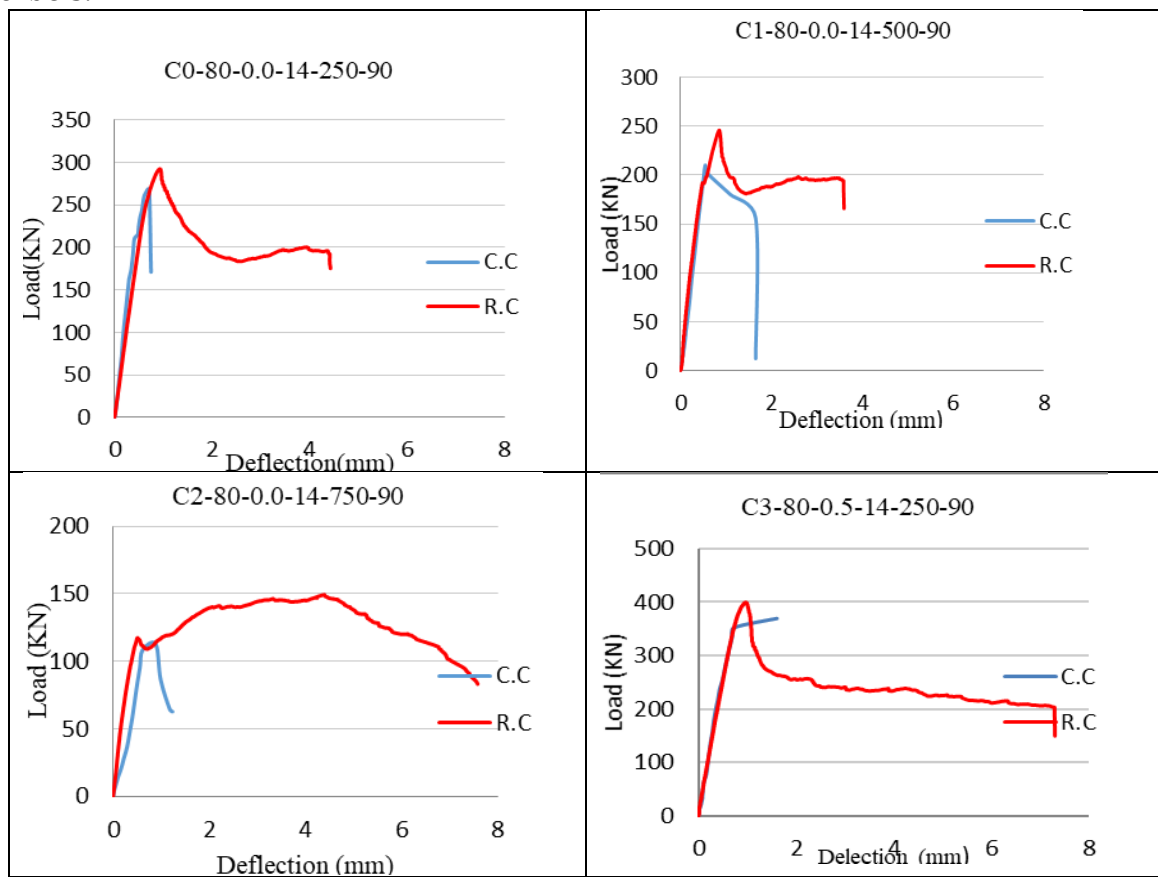 C0-80-0.0-14-250-90
350
300
250
200
150
100
50
0
Load(KN)
0 2 4 6 8
Deflection(mm)
C.C
R.C
C1-80-0.0-14-500-90
300
250
200
150
100
50
0
Load (KN)
0 2 4 6 8
Deflection (mm)
C.C
R.C
C2-80-0.0-14-750-90
200
150
100
50
0
Load (KN)
0 2 4 6 8
Deflection (mm)
C.C
R.C
C3-80-0.5-14-250-90
500
400
300
200
100
0
Load (KN)
0 2 4 6 8
Delection (mm)
C.C
R.C